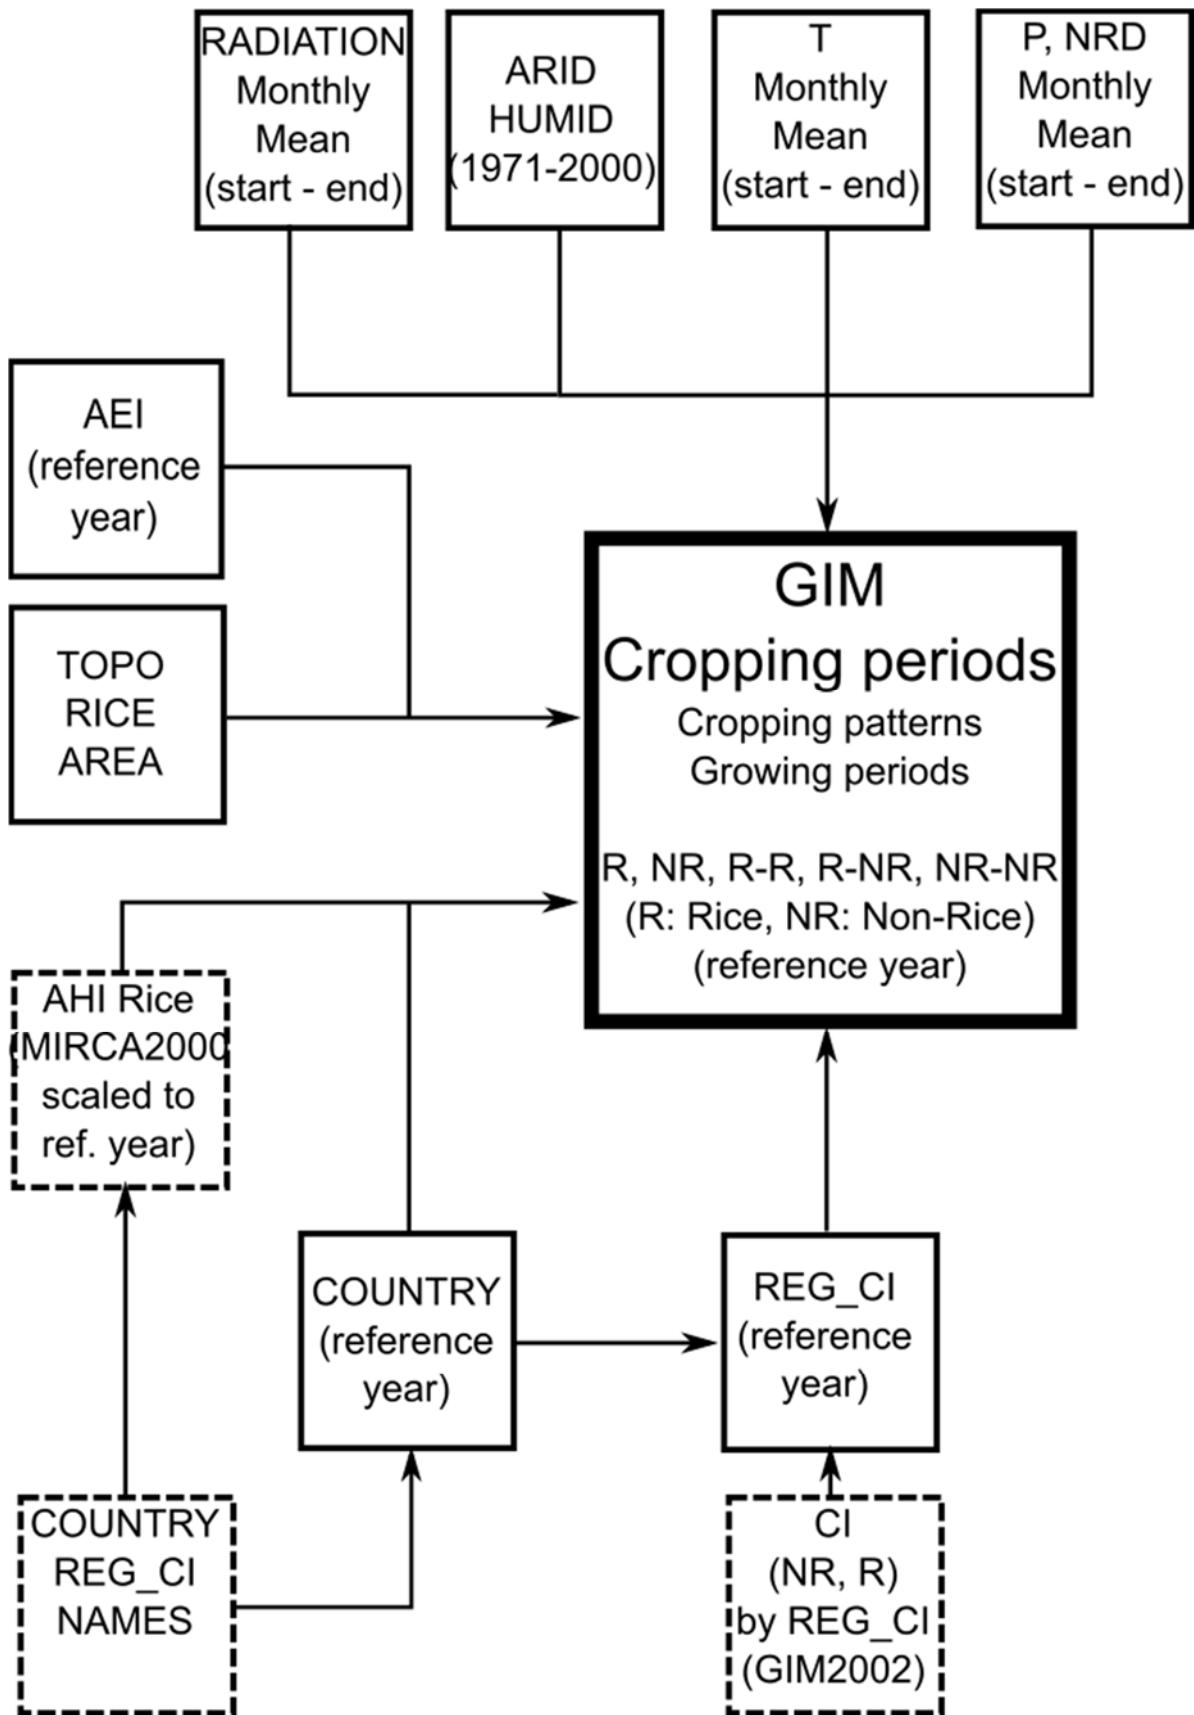 RADIATION
Monthly
Mean
(start - end)
ARID
HUMID
(1971-2000)
T
Monthly
Mean
(start - end)
P, NRD
Monthly
Mean
(start - end)
AEI
(reference
year)
TOPO
RICE
AREA
GIM
Cropping periods
Cropping patterns
Growing periods
R, NR, R-R, R-NR, NR-NR
(R: Rice, NR: Non-Rice)
(reference year)
AHI Rice
(MIRCA2000
scaled to
ref. year)
COUNTRY
(reference
year)
REG_CI
(reference
year)
COUNTRY
REG_CI
NAMES
CI
(NR, R)
by REG_CI
(GIM2002)